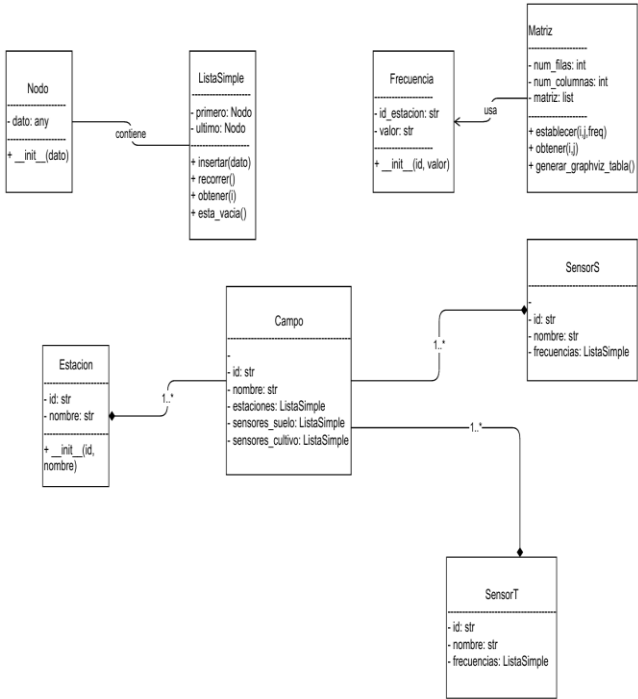 Nodo
- dato: any
+ __init__(dato)
contiene
ListaSimple
- primero: Nodo
- ultimo: Nodo
+ insertar(dato)
+ recorrer()
+ obtener(i)
+ esta_vacia()
Frecuencia
- id_estacion: str
- valor: str
+ __init__(id, valor)
usa
Matriz
- num_filas: int
- num_columnas: int
- matriz: list
+ establecer(i,j,freq)
+ obtener(i,j)
+ generar_graphviz_tabla()
Estacion
- id: str
- nombre: str
+ __init__(id,
nombre)
1..*
Campo
-
- id: str
- nombre: str
- estaciones: ListaSimple
- sensores_suelo: ListaSimple
- sensores_cultivo: ListaSimple
1..*
SensorS
-
- id: str
- nombre: str
- frecuencias: ListaSimple
1..*
SensorT
- id: str
- nombre: str
- frecuencias: ListaSimple